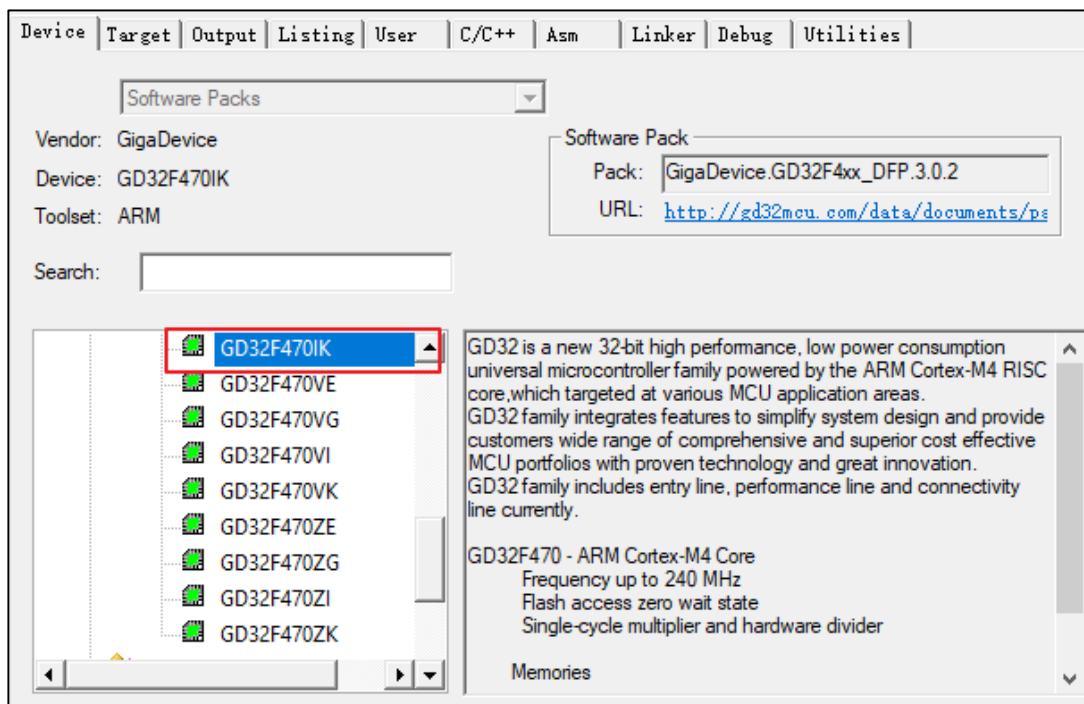 Device Target Output Listing User C/C++ Asm Linker Debug Utilities
Software Packs
Vendor: GigaDevice
Device: GD32F470IK
Toolset: ARM
Software Pack
Pack: GigaDevice.GD32F4xx_DFP.3.0.2
URL: http://gd32mcu.com/data/documents/ps
Search:
GD32F470IK
GD32F470VE
GD32F470VG
GD32F470VI
GD32F470VK
GD32F470ZE
GD32F470ZG
GD32F470ZI
GD32F470ZK
GD32 is a new 32-bit high performance, low power consumption
universal microcontroller family powered by the ARM Cortex-M4 RISC
core,which targeted at various MCU application areas.
GD32 family integrates features to simplify system design and provide
customers wide range of comprehensive and superior cost effective
MCU portfolios with proven technology and great innovation.
GD32 family includes entry line, performance line and connectivity
line currently.
GD32F470 - ARM Cortex-M4 Core
Frequency up to 240 MHz
Flash access zero wait state
Single-cycle multiplier and hardware divider
Memories